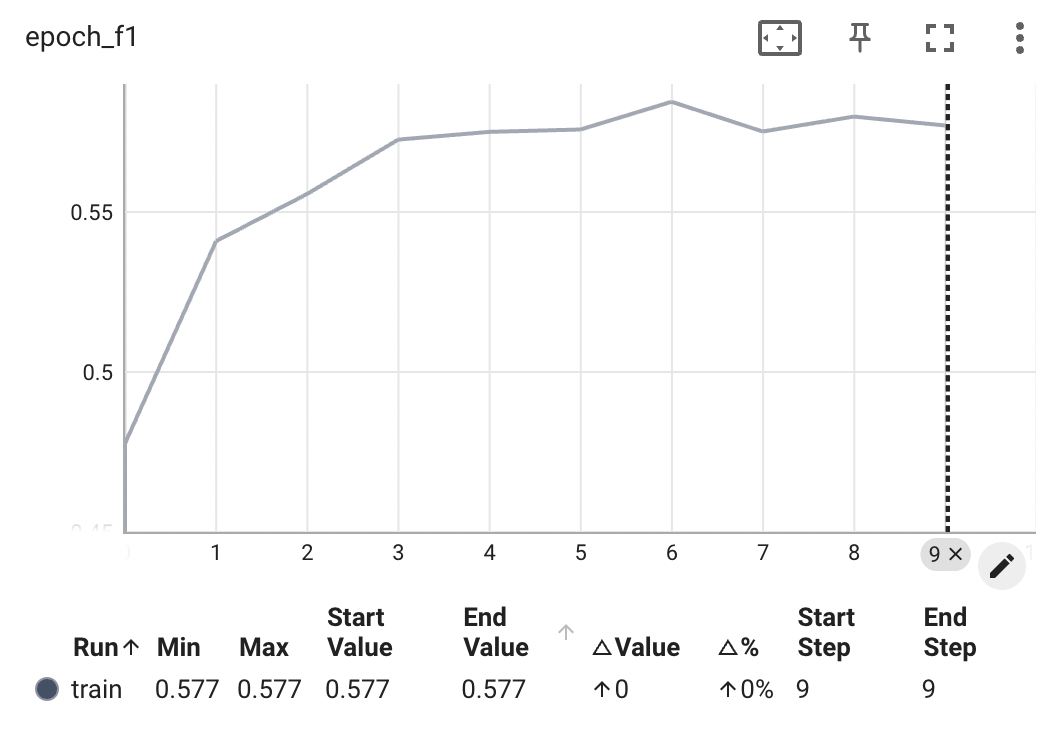 epoch_f1
0.55
0.5
1 2 3 4 5 6 7 8 9 ×
Start End Start End
Run↑ Min Max Value Value ↑ △Value △% Step Step
train 0.577 0.577 0.577 0.577 ↑0 ↑0% 9 9